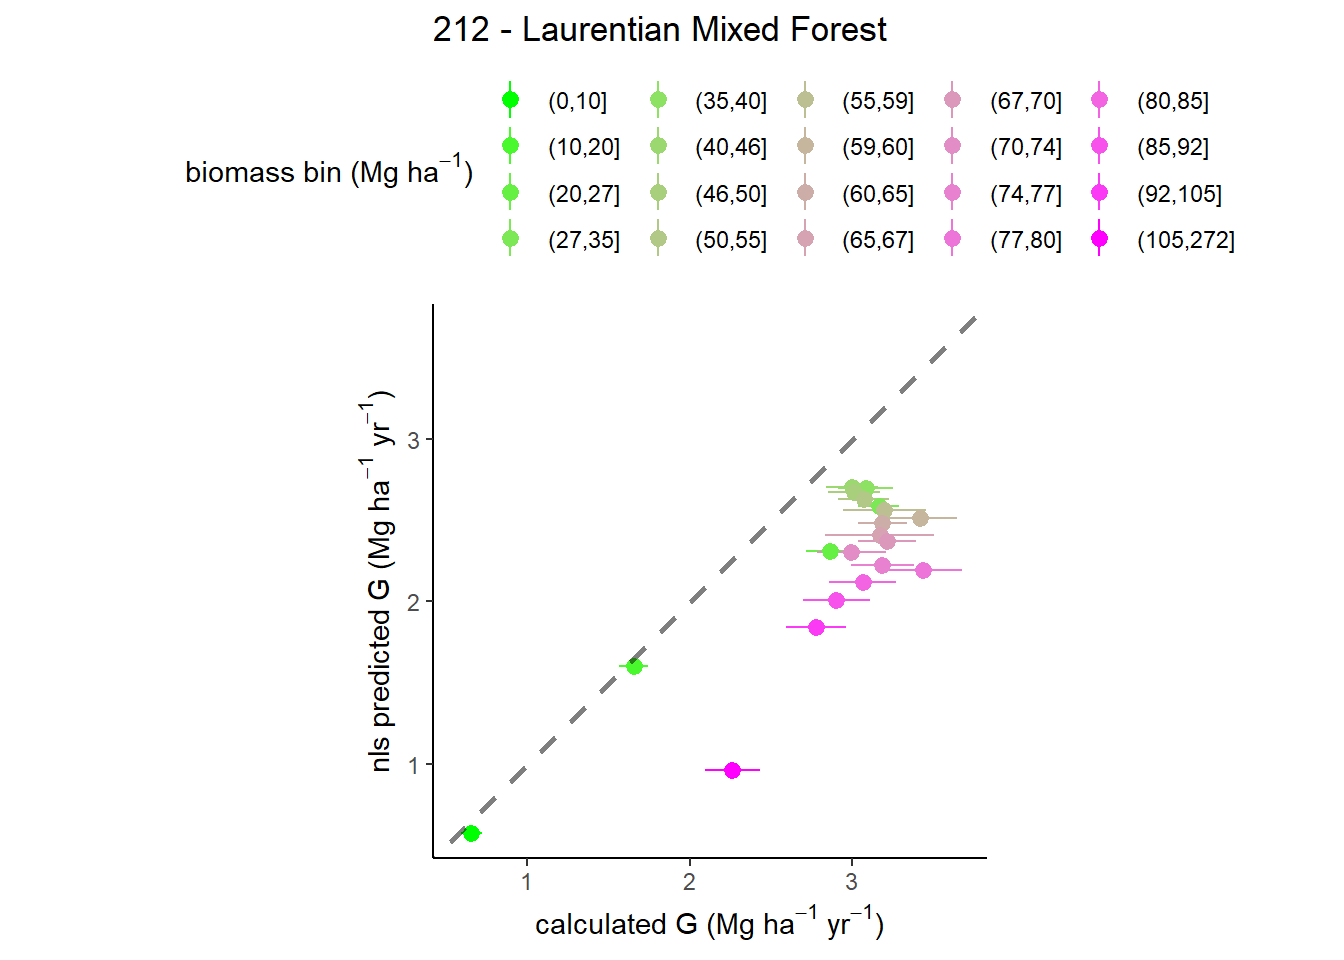 212 - Laurentian Mixed Forest
biomass bin (Mg ha⁻¹)
(0,10] (35,40] (55,59] (67,70] (80,85]
(10,20] (40,46] (59,60] (70,74] (85,92]
(20,27] (46,50] (60,65] (74,77] (92,105]
(27,35] (50,55] (65,67] (77,80] (105,272]
nls predicted G (Mg ha⁻¹ yr⁻¹)
3
2
1
1 2 3
calculated G (Mg ha⁻¹ yr⁻¹)